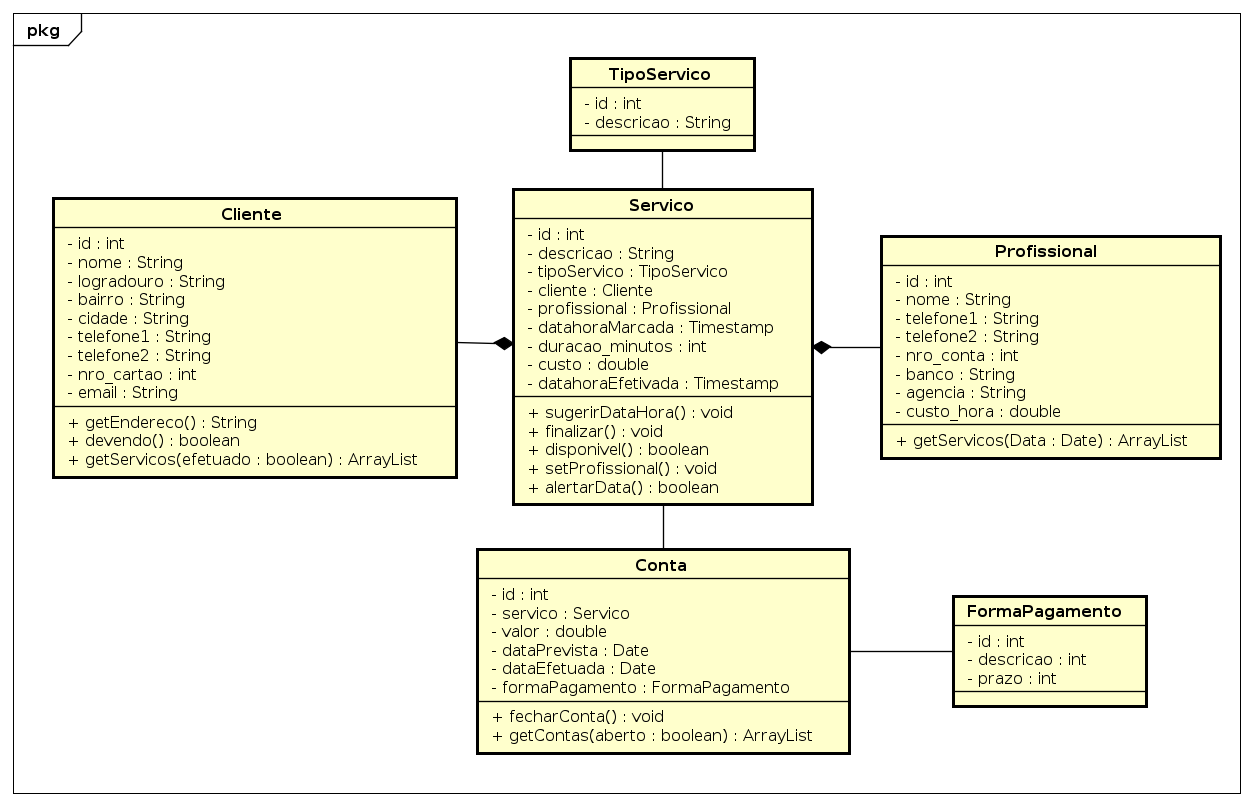 pkg
TipoServico
- id : int
- descricao : String
Cliente
- id : int
- nome : String
- logradouro : String
- bairro : String
- cidade : String
- telefone1 : String
- telefone2 : String
- nro_cartao : int
- email : String
+ getEndereco() : String
+ devendo() : boolean
+ getServicos(efetuado : boolean) : ArrayList
Servico
- id : int
- descricao : String
- tipoServico : TipoServico
- cliente : Cliente
- profissional : Profissional
- datahoraMarcada : Timestamp
- duracao_minutos : int
- custo : double
- datahoraEfetivada : Timestamp
+ sugerirDataHora() : void
+ finalizar() : void
+ disponivel() : boolean
+ setProfissional() : void
+ alertarData() : boolean
Profissional
- id : int
- nome : String
- telefone1 : String
- telefone2 : String
- nro_conta : int
- banco : String
- agencia : String
- custo_hora : double
+ getServicos(Data : Date) : ArrayList
Conta
- id : int
- servico : Servico
- valor : double
- dataPrevista : Date
- dataEfetuada : Date
- formaPagamento : FormaPagamento
+ fecharConta() : void
+ getContas(aberto : boolean) : ArrayList
FormaPagamento
- id : int
- descricao : int
- prazo : int